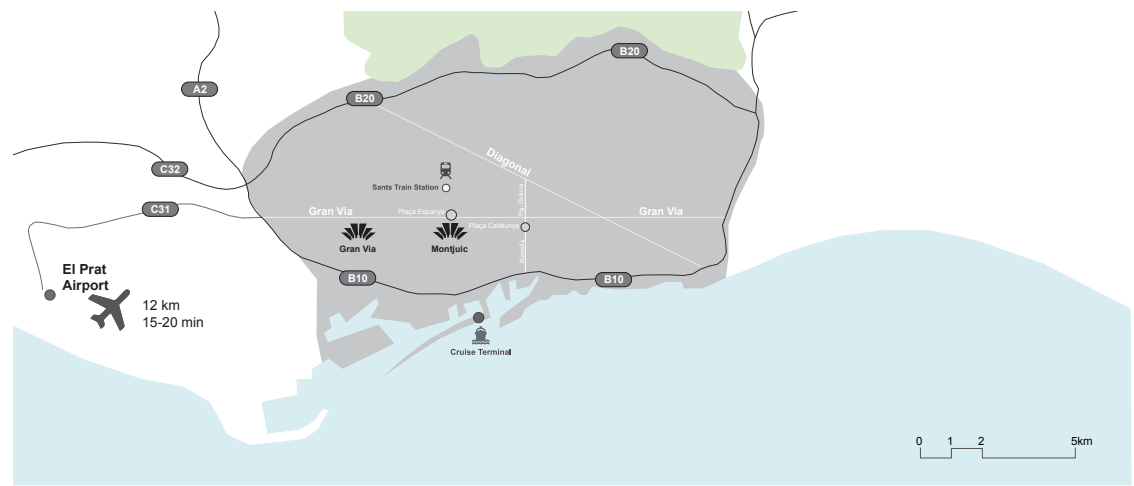 B20
B20
A2
Diagonal
C32
Sants Train Station
Pg. Gràcia
C31
Gran Via
Plaça Espanya
Gran Via
Plaça Catalunya
Gran Via
Montjuic
Rambla
El Prat
Airport
B10
B10
12 km
15-20 min
Cruise Terminal
0 1 2 5km